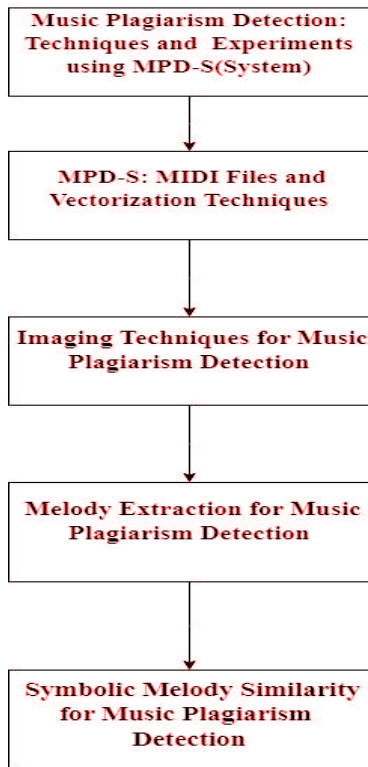 Music Plagiarism Detection:
Techniques and Experiments
using MPD-S(System)
MPD-S: MIDI Files and
Vectorization Techniques
Imaging Techniques for Music
Plagiarism Detection
Melody Extraction for Music
Plagiarism Detection
Symbolic Melody Similarity
for Music Plagiarism
Detection